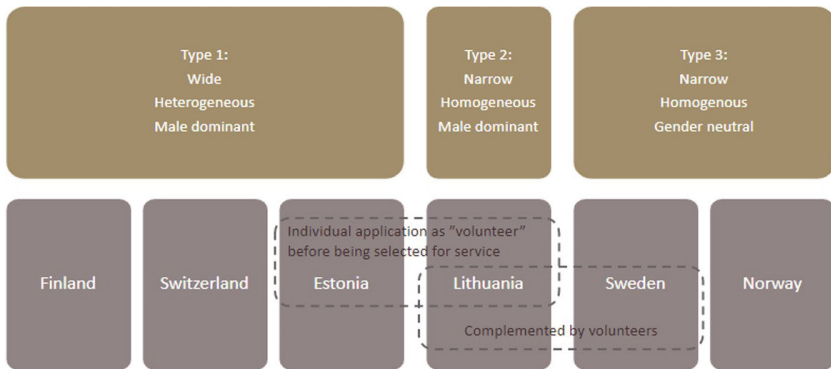 Type 1:
Wide
Heterogeneous
Male dominant
Type 2:
Narrow
Homogeneous
Male dominant
Type 3:
Narrow
Homogenous
Gender neutral
Individual application as “volunteer”
before being selected for service
Finland
Switzerland
Estonia
Lithuania
Sweden
Norway
Complemented by volunteers